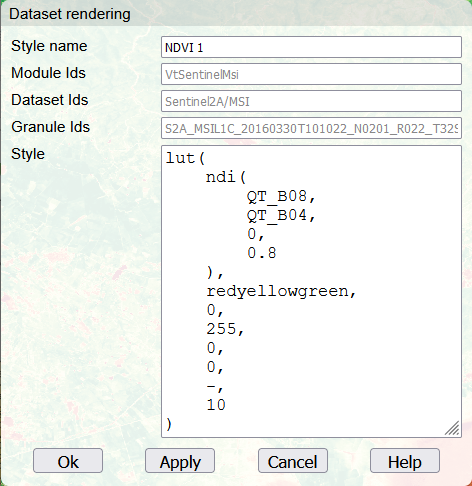 Dataset rendering
Style name NDVI 1
Module Ids VtSentinelMsi
Dataset Ids Sentinel2A/MSI
Granule Ids S2A_MSIL1C_20160330T101022_N0201_R022_T32S
Style lut(
ndi(
QT_B08,
QT_B04,
0,
0.8
),
redyellowgreen,
0,
255,
0,
0,
-,
10
)
Ok Apply Cancel Help